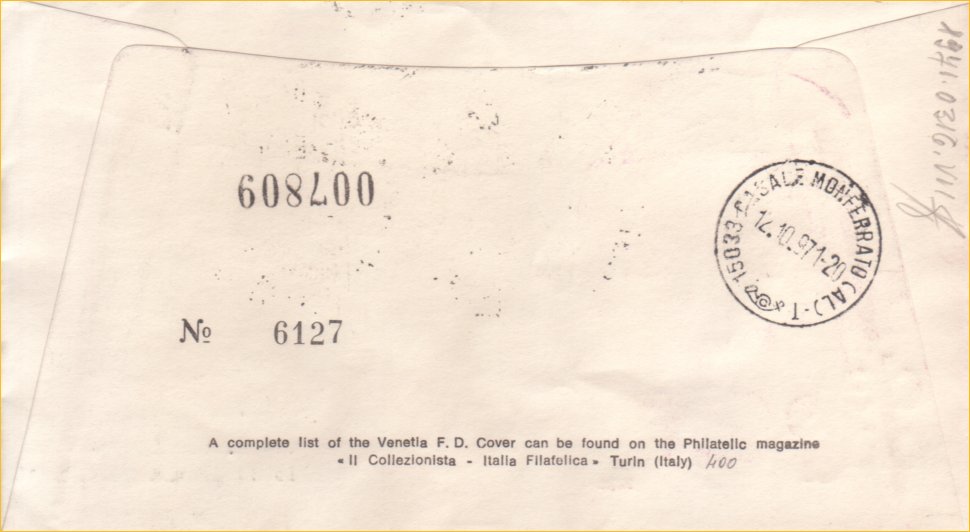 007809
15033 CASALE MONFERRATO (AL) - T
12.10.971-20
No 6127
A complete list of the Venetia F. D. Cover can be found on the Philatelic magazine
« Il Collezionista - Italia Filatelica » Turin (Italy) 400